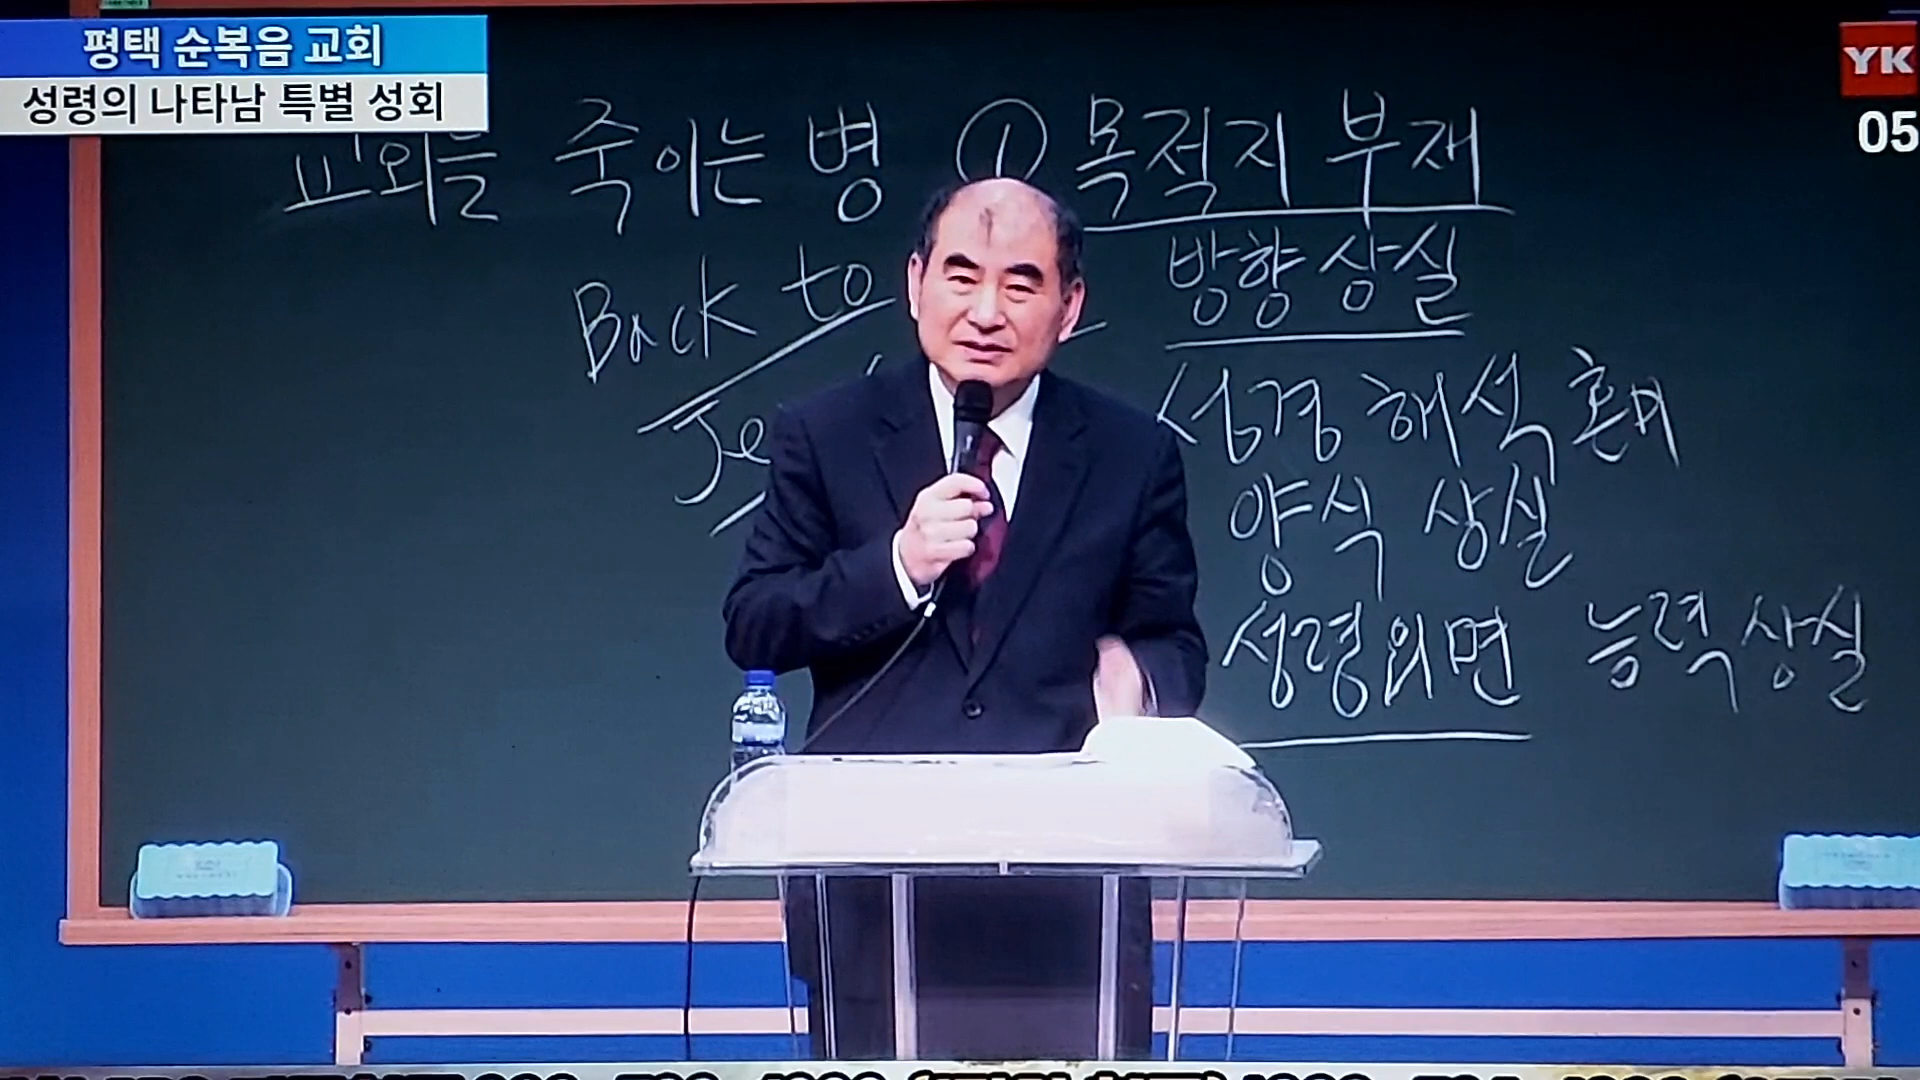 평택 순복음 교회
성령의 나타남 특별 성회
YK
05
교회를 죽이는 병 ① 목적지 부재
방향 상실
Back to
Je
성경 해석 혼미
양식 상실
성령외면 능력상실